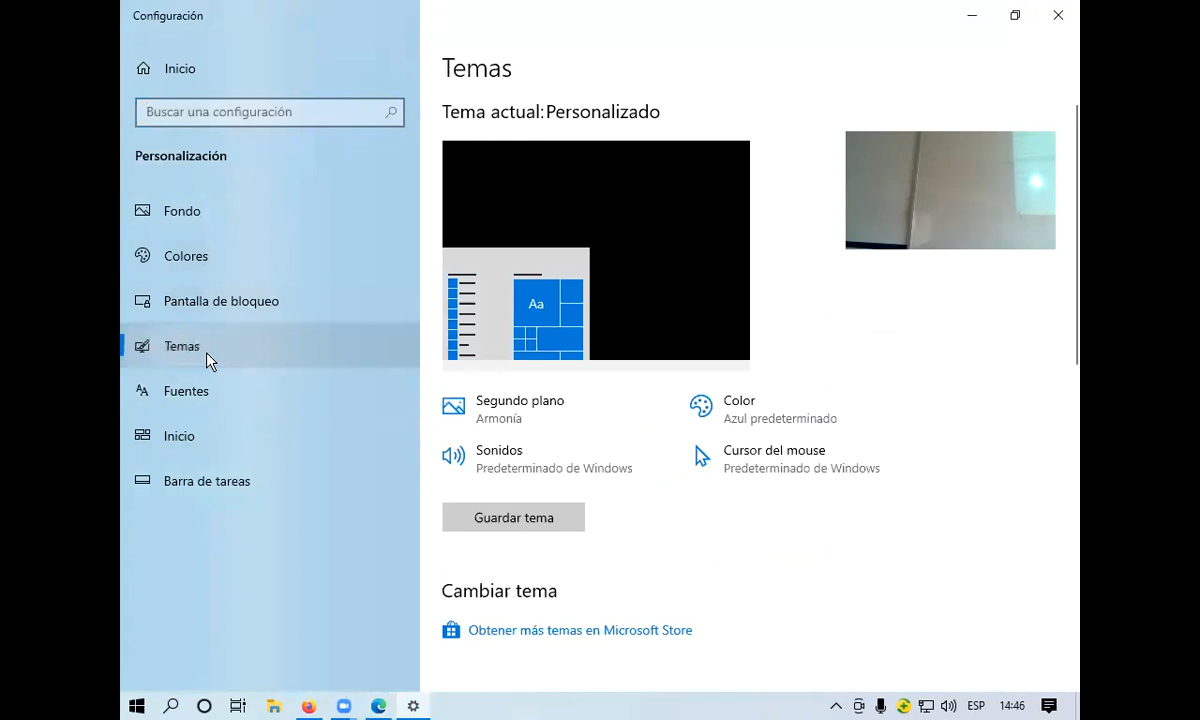 Configuración
Inicio
Buscar una configuración
Personalización
Fondo
Colores
Pantalla de bloqueo
Temas
Fuentes
Inicio
Barra de tareas
Temas
Tema actual:Personalizado
Aa
Segundo plano
Armonía
Color
Azul predeterminado
Sonidos
Predeterminado de Windows
Cursor del mouse
Predeterminado de Windows
Guardar tema
Cambiar tema
Obtener más temas en Microsoft Store
ESP
14:46